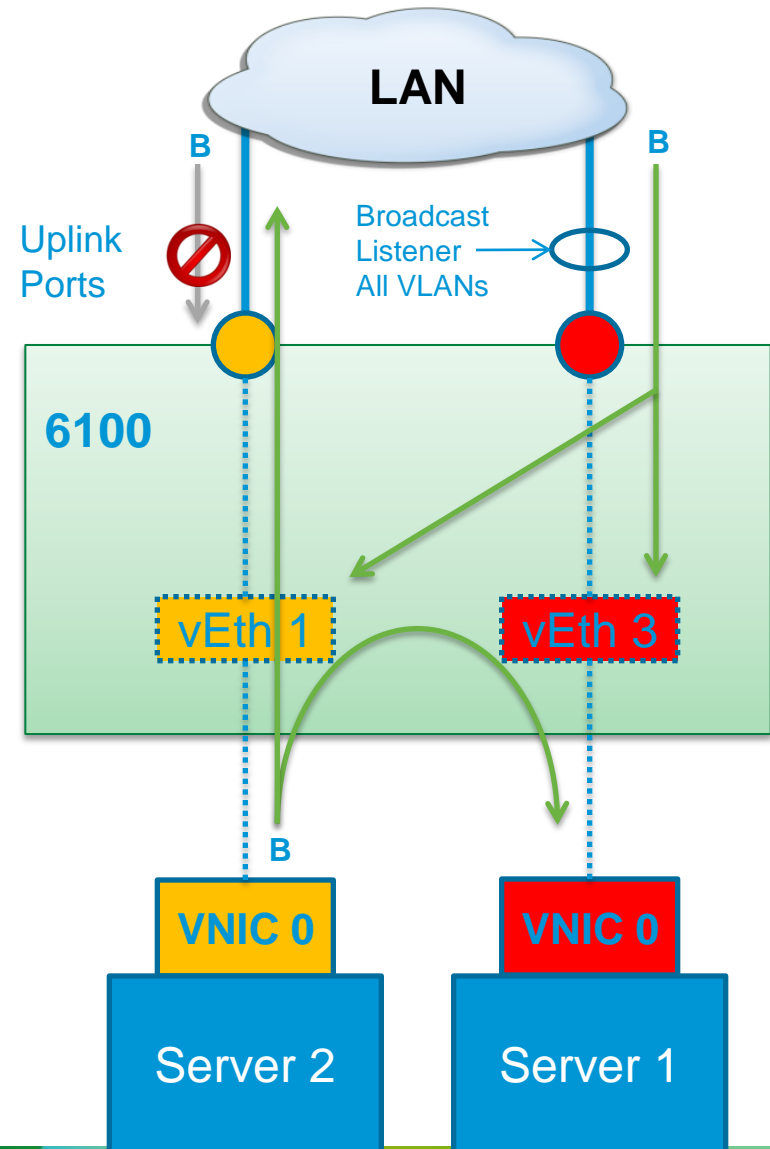 LAN
B
B
Uplink
Ports
Broadcast
Listener
All VLANs
6100
vEth 1
vEth 3
B
VNIC 0
VNIC 0
Server 2
Server 1